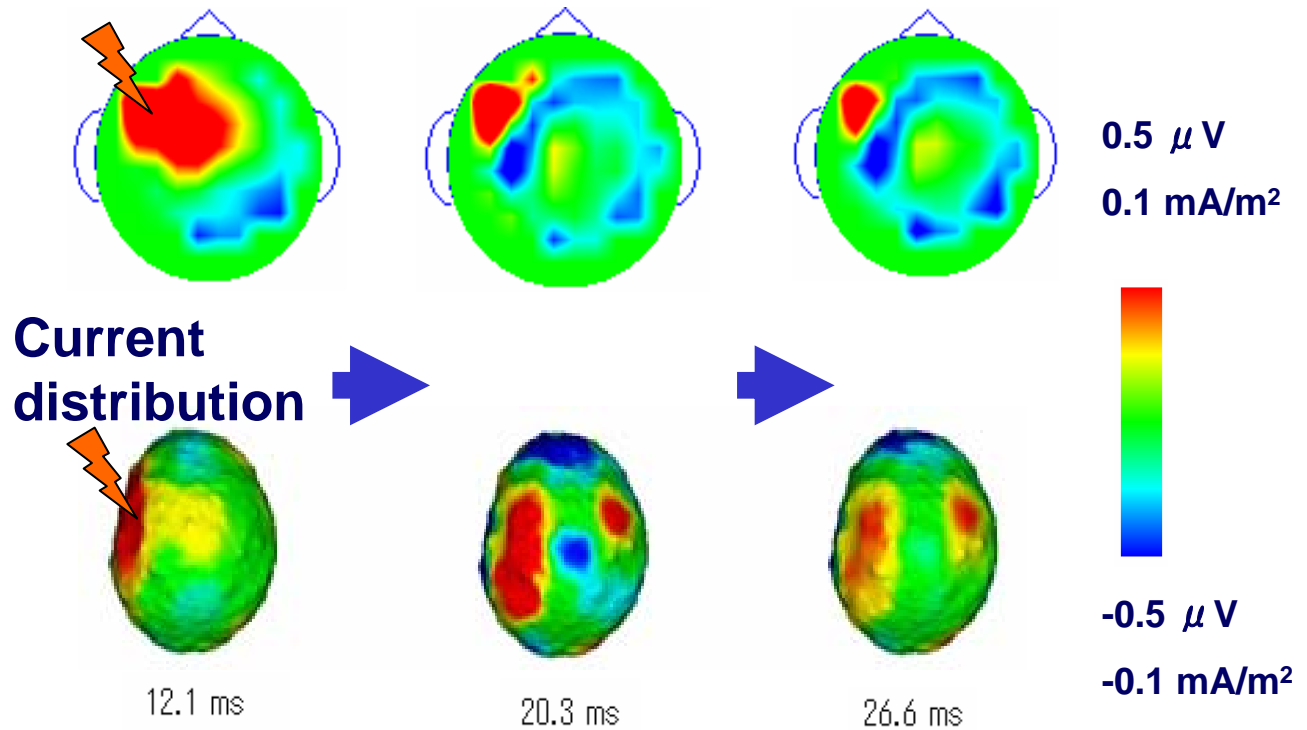 0.5 μV
0.1 mA/m²
Current
distribution
-0.5 μV
-0.1 mA/m²
12.1 ms
20.3 ms
26.6 ms